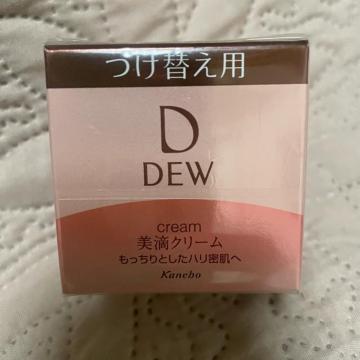 つけ替え用
D
DEW
cream
美滴クリーム
もっちりとしたハリ密肌へ
Kanebo